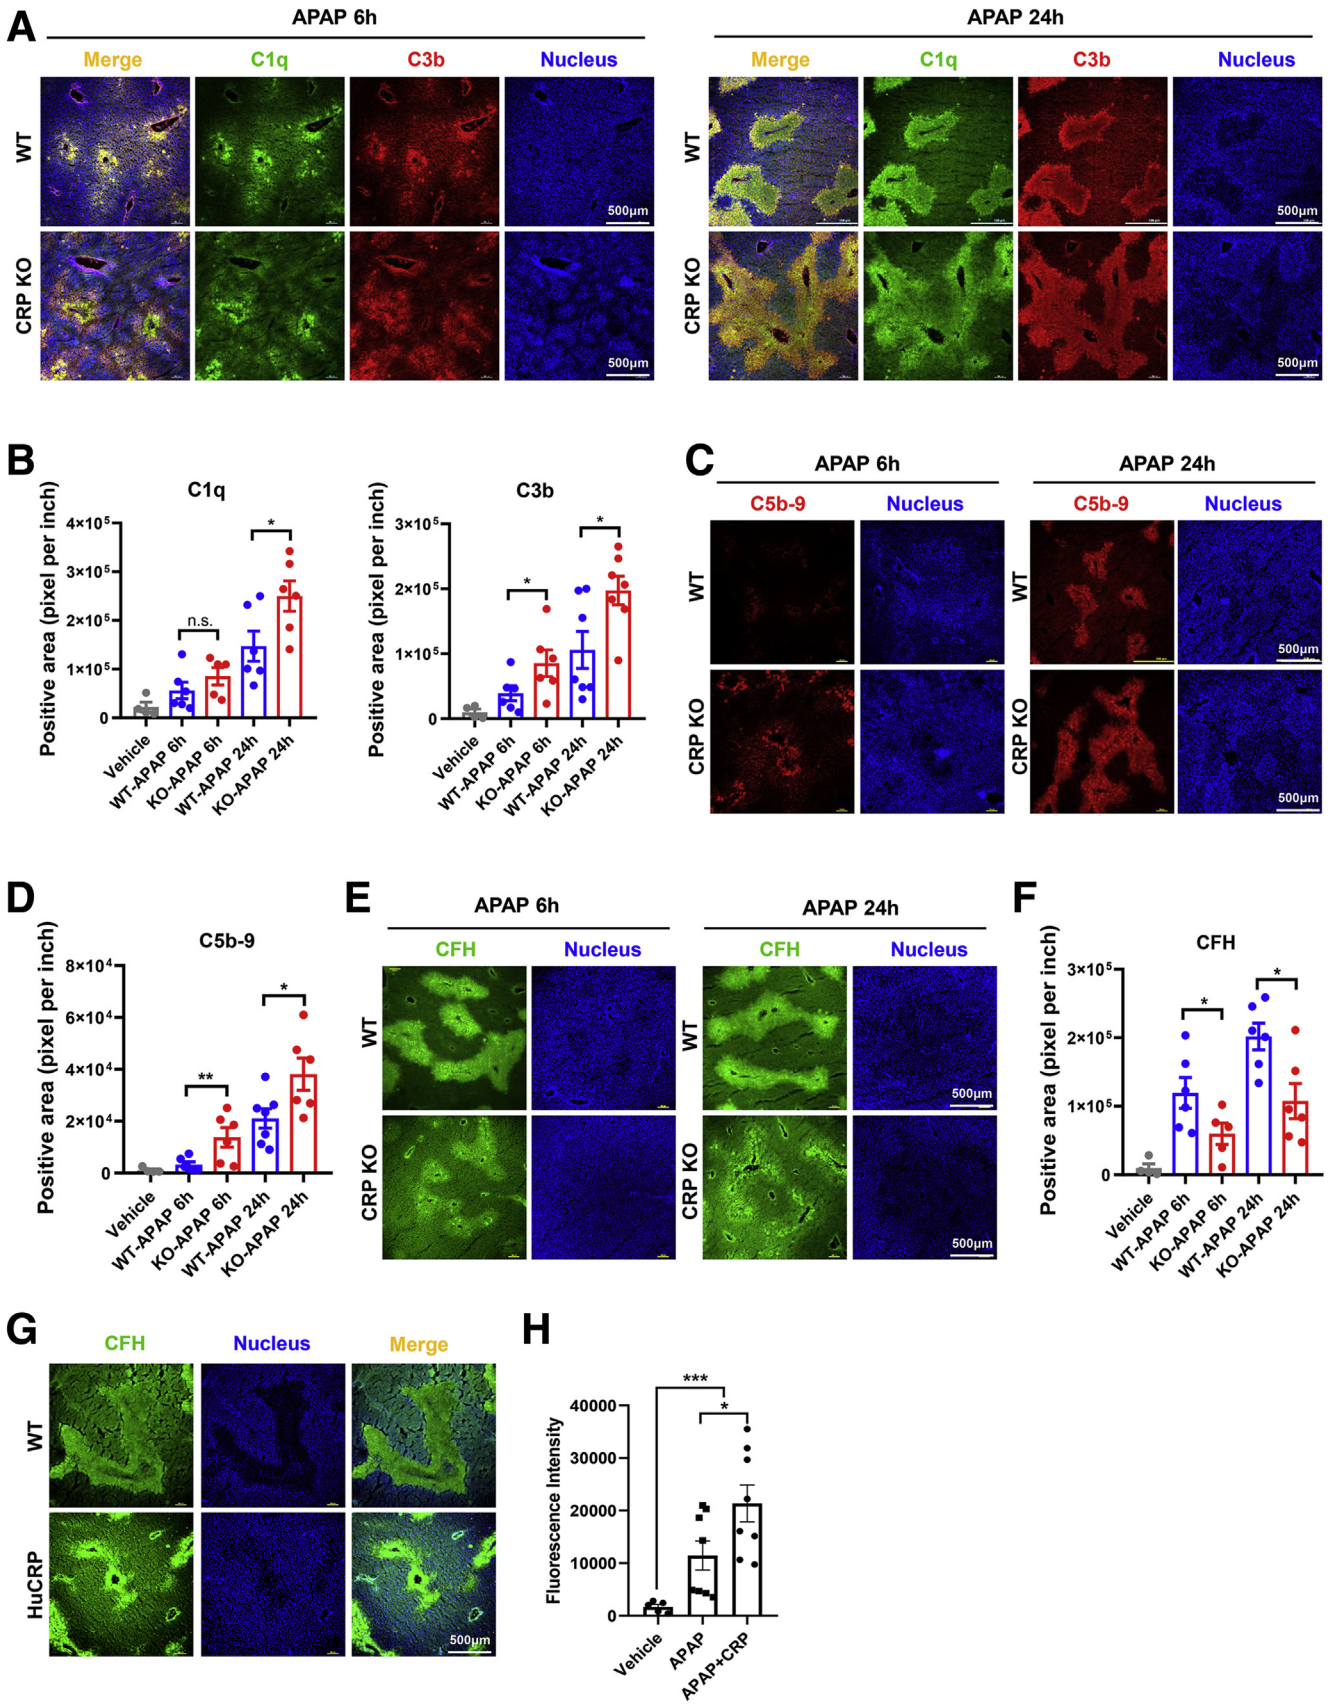 A
APAP 6h
APAP 24h
Merge
C1q
C3b
Nucleus
Merge
C1q
C3b
Nucleus
WT
500μm
WT
500μm
CRP KO
500μm
CRP KO
500μm
B
C1q
Positive area (pixel per inch)
4×10⁵
3×10⁵
2×10⁵
1×10⁵
0
n.s.
*
Vehicle
WT-APAP 6h
KO-APAP 6h
WT-APAP 24h
KO-APAP 24h
C3b
Positive area (pixel per inch)
3×10⁵
2×10⁵
1×10⁵
0
*
*
Vehicle
WT-APAP 6h
KO-APAP 6h
WT-APAP 24h
KO-APAP 24h
C
APAP 6h
APAP 24h
C5b-9
Nucleus
C5b-9
Nucleus
WT
WT
500μm
CRP KO
CRP KO
500μm
D
C5b-9
Positive area (pixel per inch)
8×10⁴
6×10⁴
4×10⁴
2×10⁴
0
**
*
Vehicle
WT-APAP 6h
KO-APAP 6h
WT-APAP 24h
KO-APAP 24h
E
APAP 6h
APAP 24h
CFH
Nucleus
CFH
Nucleus
WT
WT
500μm
CRP KO
CRP KO
500μm
F
CFH
Positive area (pixel per inch)
3×10⁵
2×10⁵
1×10⁵
0
*
*
Vehicle
WT-APAP 6h
KO-APAP 6h
WT-APAP 24h
KO-APAP 24h
G
CFH
Nucleus
Merge
WT
HuCRP
500μm
H
Fluorescence Intensity
40000
30000
20000
10000
0
***
*
Vehicle
APAP
APAP+CRP